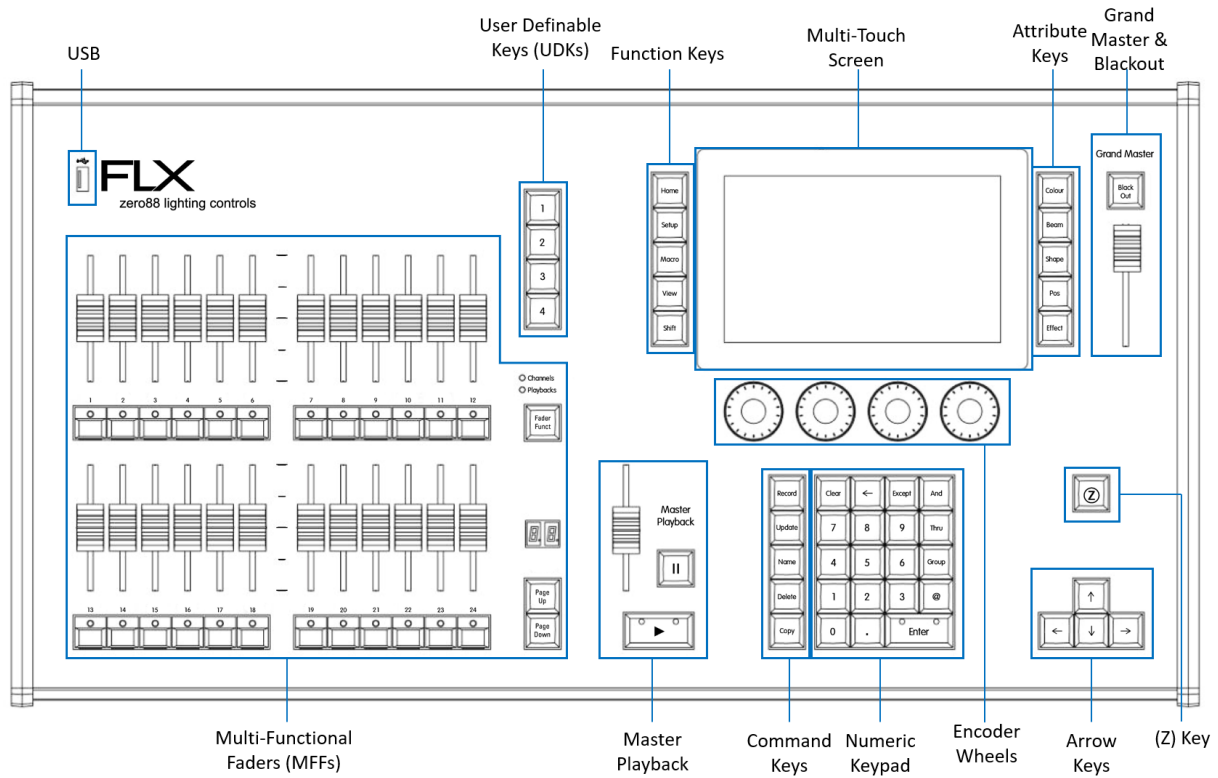 USB
User Definable
Keys (UDKs)
Function Keys
Multi-Touch
Screen
Attribute
Keys
Grand
Master &
Blackout
FLX
zero88 lighting controls
1
2
3
4
Home
Setup
Macro
View
Shift
Colour
Beam
Shape
Pos
Effect
Grand Master
Black
Out
Channels
Playbacks
Fader
Funct
1 2 3 4 5 6 7 8 9 10 11 12
Master
Playback
Record
Update
Name
Delete
Copy
Clear ← Except And
7 8 9 Thru
4 5 6 Group
1 2 3 @
0 . Enter
Z
↑
← ↓ →
8 8
Page
Up
Page
Down
13 14 15 16 17 18 19 20 21 22 23 24
Multi-Functional
Faders (MFFs)
Master
Playback
Command
Keys
Numeric
Keypad
Encoder
Wheels
Arrow
Keys
(Z) Key